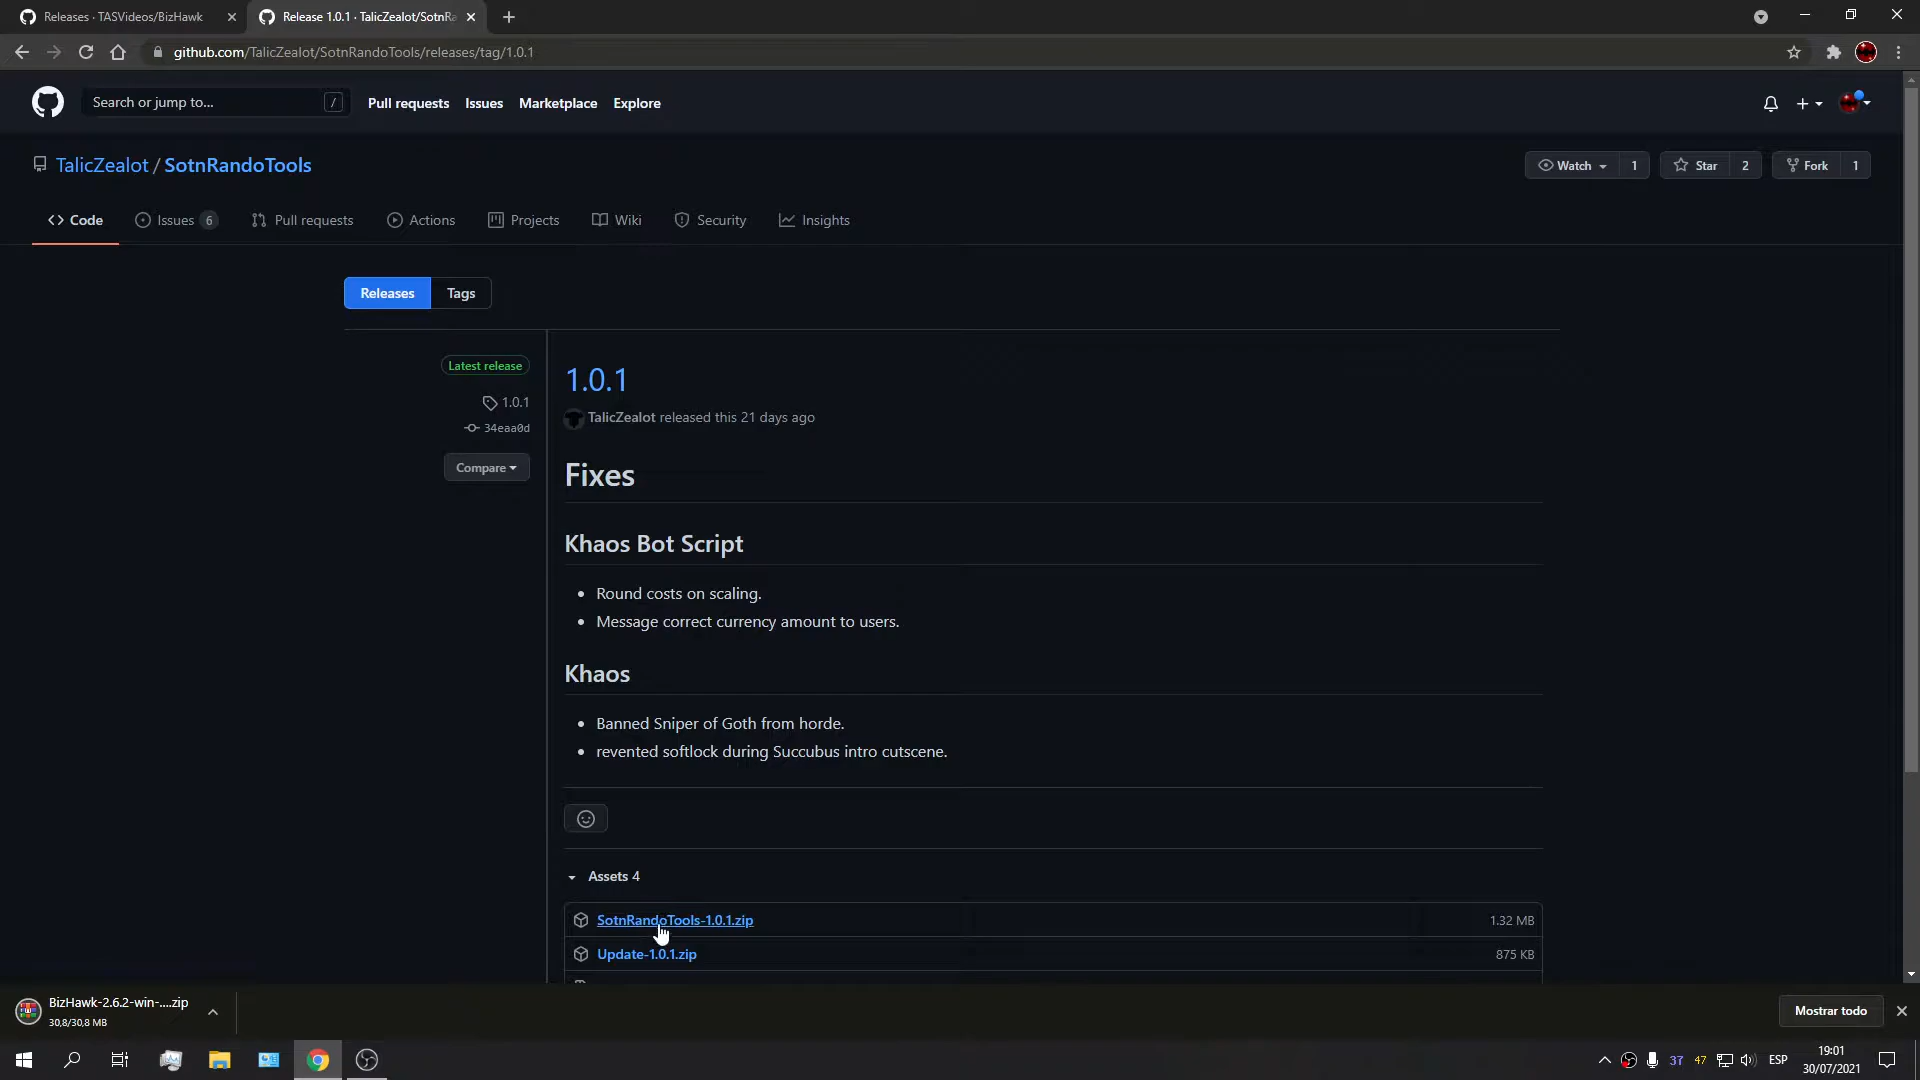 Releases · TASVideos/BizHawk
Release 1.0.1 · TalicZealot/SotnRa
github.com/TalicZealot/SotnRandoTools/releases/tag/1.0.1
Search or jump to...
/
Pull requests
Issues
Marketplace
Explore
TalicZealot / SotnRandoTools
Watch 1
Star 2
Fork 1
Code
Issues 6
Pull requests
Actions
Projects
Wiki
Security
Insights
Releases
Tags
Latest release
1.0.1
34eaa0d
Compare
1.0.1
TalicZealot released this 21 days ago
Fixes
Khaos Bot Script
Round costs on scaling.
Message correct currency amount to users.
Khaos
Banned Sniper of Goth from horde.
revented softlock during Succubus intro cutscene.
Assets 4
SotnRandoTools-1.0.1.zip 1.32 MB
Update-1.0.1.zip 875 KB
BizHawk-2.6.2-win-....zip
30,8/30,8 MB
Mostrar todo
37 47 ESP
19:01
30/07/2021